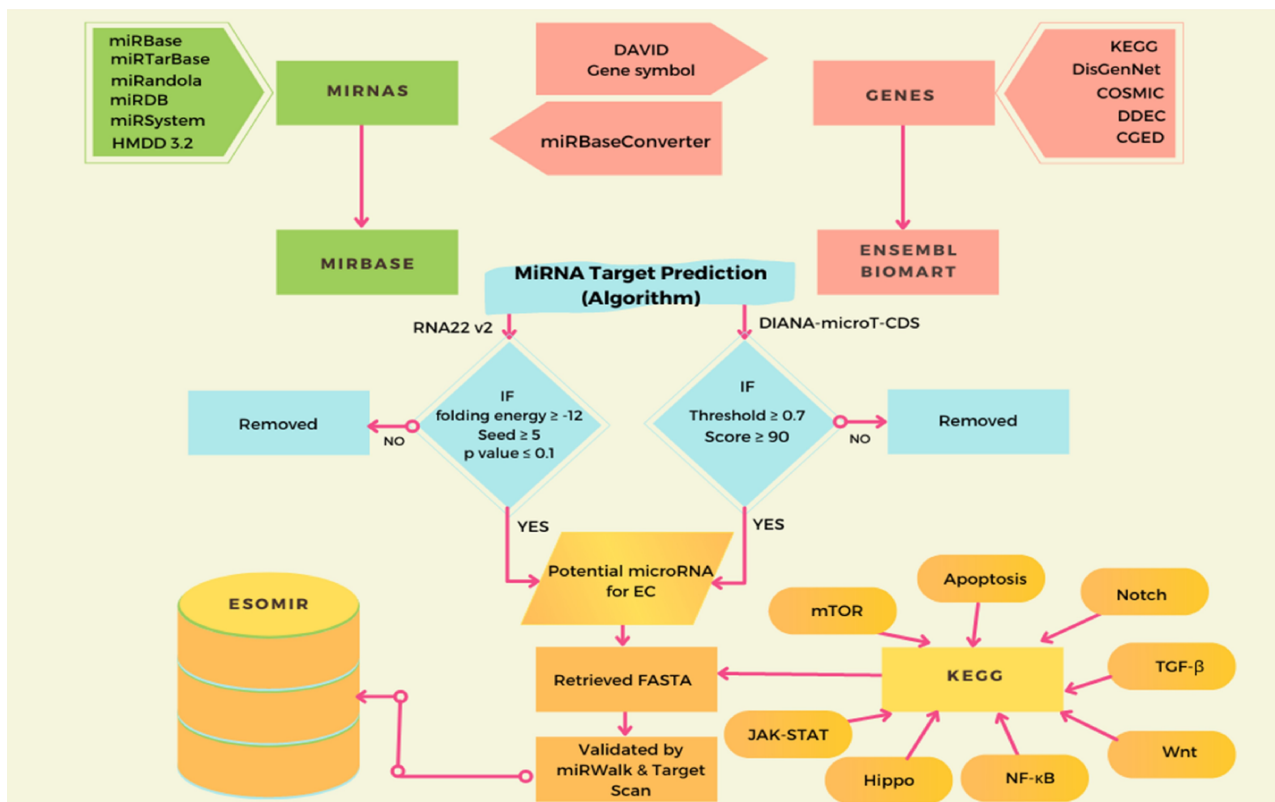 miRBase
miRTarBase
miRandola
miRDB
miRSystem
HMDD 3.2
MIRNAS
DAVID
Gene symbol
miRBaseConverter
GENES
KEGG
DisGenNet
COSMIC
DDEC
CGED
MIRBASE
ENSEMBL
BIOMART
MiRNA Target Prediction
(Algorithm)
RNA22 v2
DIANA-microT-CDS
Removed
NO
IF
folding energy ≥ -12
Seed ≥ 5
p value ≤ 0.1
IF
Threshold ≥ 0.7
Score ≥ 90
NO
Removed
YES
YES
Potential microRNA
for EC
ESOMIR
Retrieved FASTA
Validated by
miRWalk & Target
Scan
mTOR
Apoptosis
Notch
KEGG
TGF-β
JAK-STAT
Hippo
NF-κB
Wnt